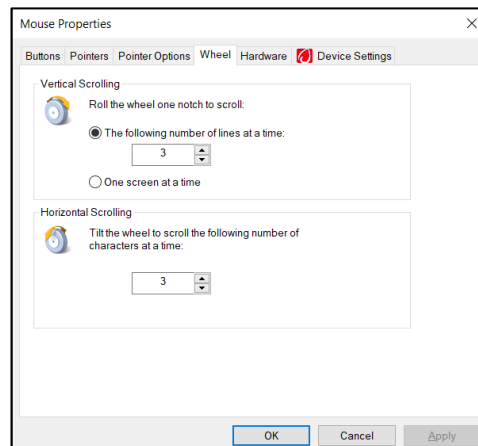 Mouse Properties
Buttons Pointers Pointer Options Wheel Hardware Device Settings
Vertical Scrolling
Roll the wheel one notch to scroll:
The following number of lines at a time:
3
One screen at a time
Horizontal Scrolling
Tilt the wheel to scroll the following number of
characters at a time:
3
OK Cancel Apply